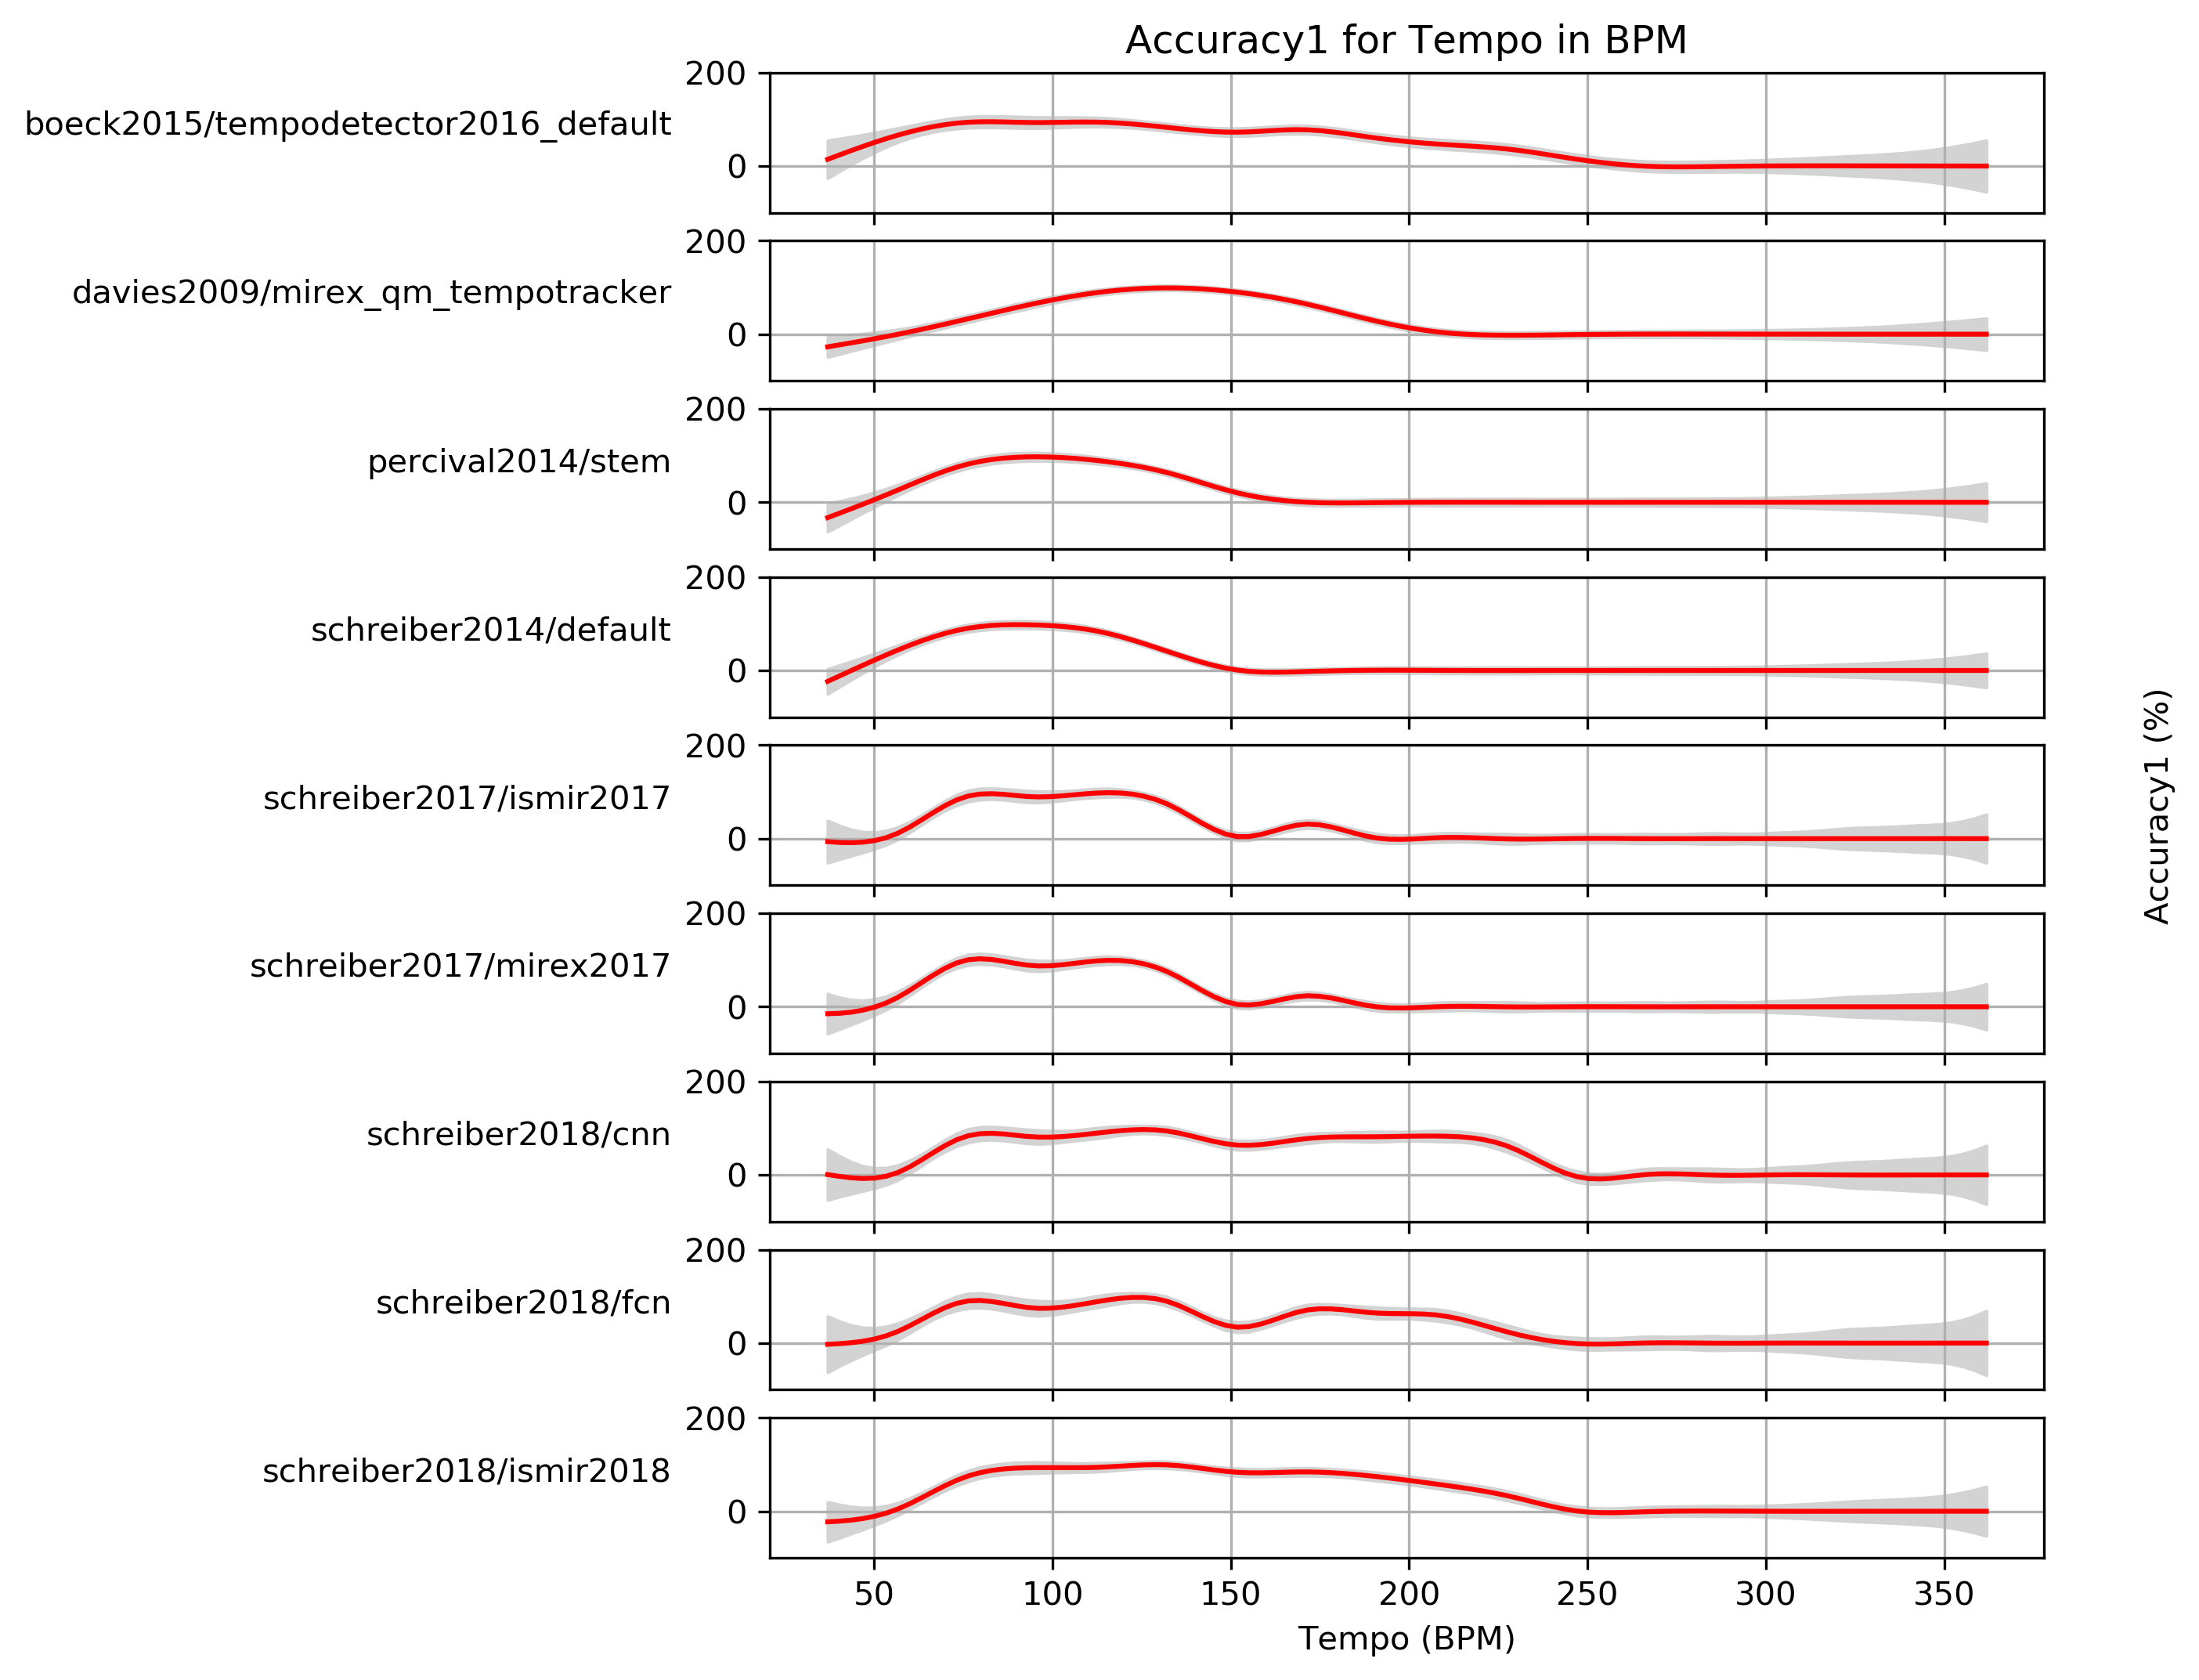 Accuracy1 for Tempo in BPM
200
boeck2015/tempodetector2016_default
0
200
davies2009/mirex_qm_tempotracker
0
200
percival2014/stem
0
200
schreiber2014/default
0
200
schreiber2017/ismir2017
0
200
schreiber2017/mirex2017
0
200
schreiber2018/cnn
0
200
schreiber2018/fcn
0
200
schreiber2018/ismir2018
0
50 100 150 200 250 300 350
Tempo (BPM)
Accuracy1 (%)